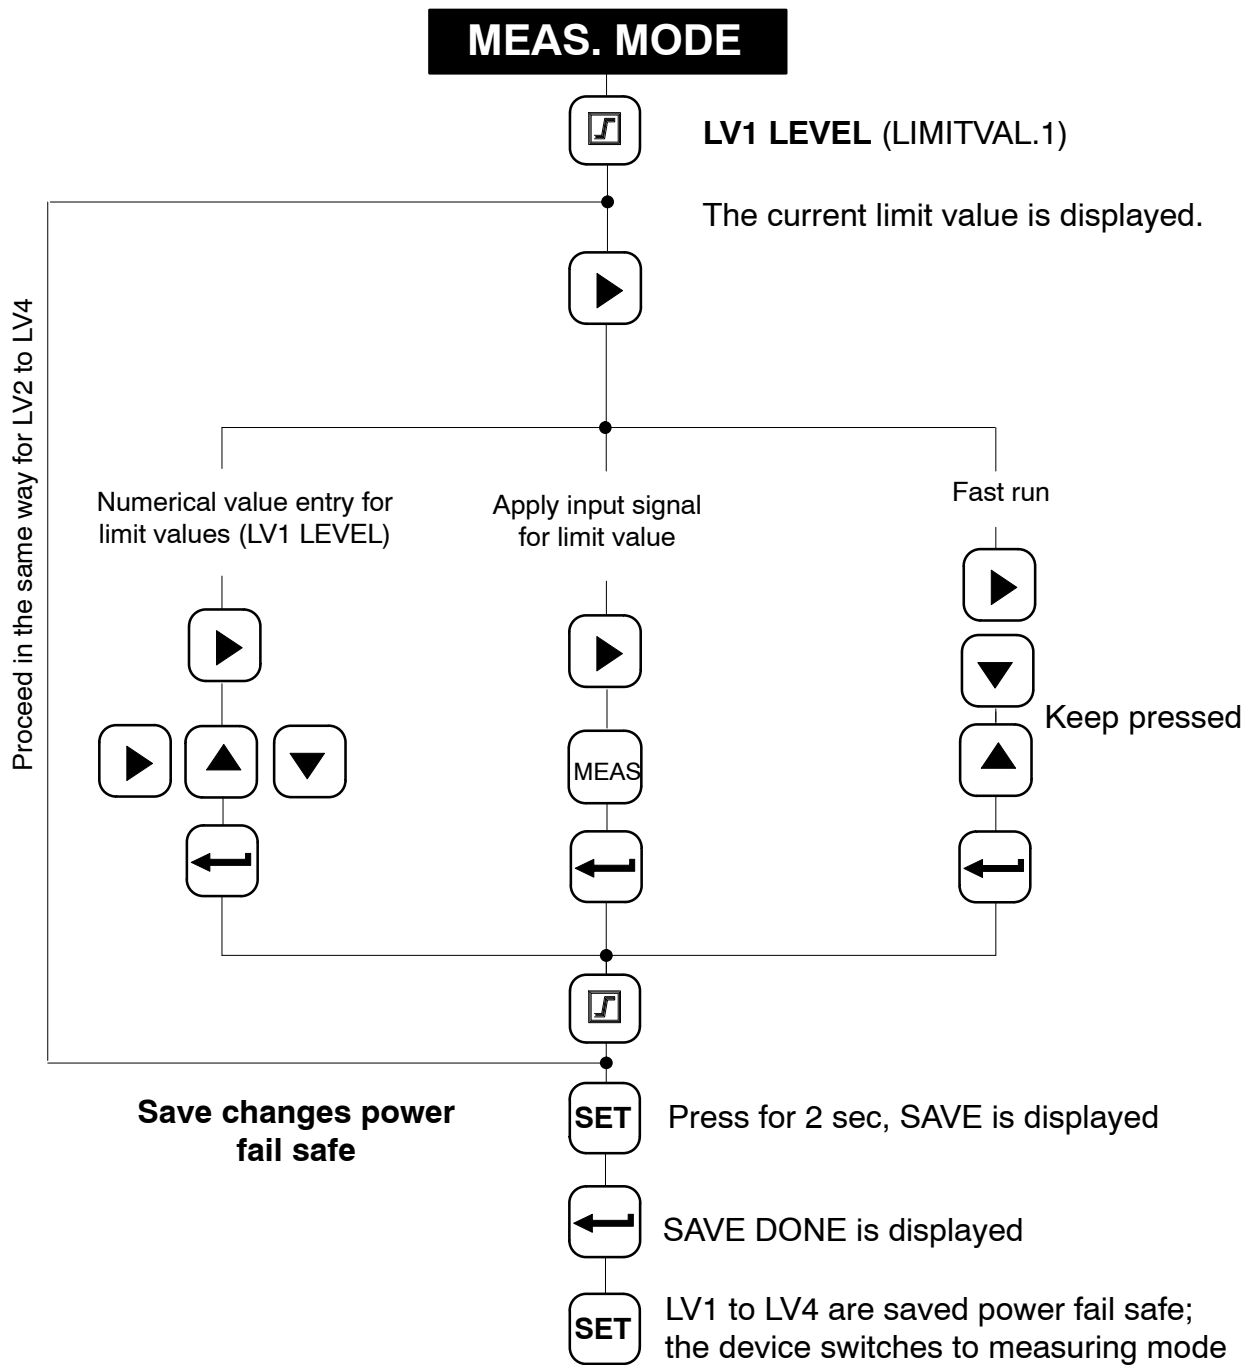 MEAS. MODE
LV1 LEVEL (LIMITVAL.1)
The current limit value is displayed.
Proceed in the same way for LV2 to LV4
Numerical value entry for
limit values (LV1 LEVEL)
Apply input signal
for limit value
Fast run
Keep pressed
MEAS
Save changes power
fail safe
SET
Press for 2 sec, SAVE is displayed
SAVE DONE is displayed
SET
LV1 to LV4 are saved power fail safe;
the device switches to measuring mode